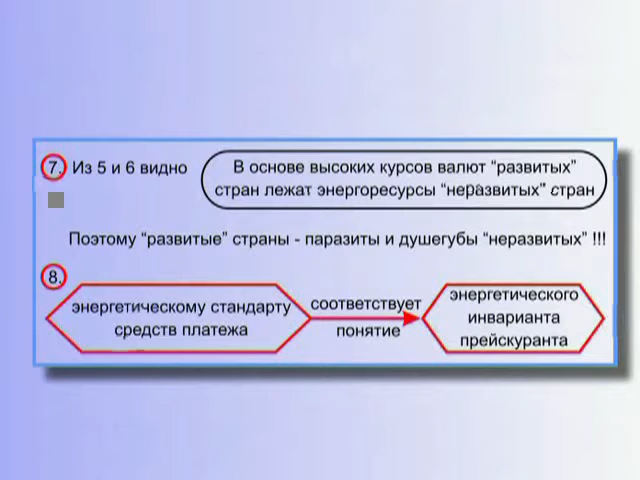 7. Из 5 и 6 видно
В основе высоких курсов валют “развитых”
стран лежат энергоресурсы “неразвитых” стран
Поэтому “развитые” страны - паразиты и душегубы “неразвитых” !!!
8.
энергетическому стандарту
средств платежа
соответствует
понятие
энергетического
инварианта
прейскуранта